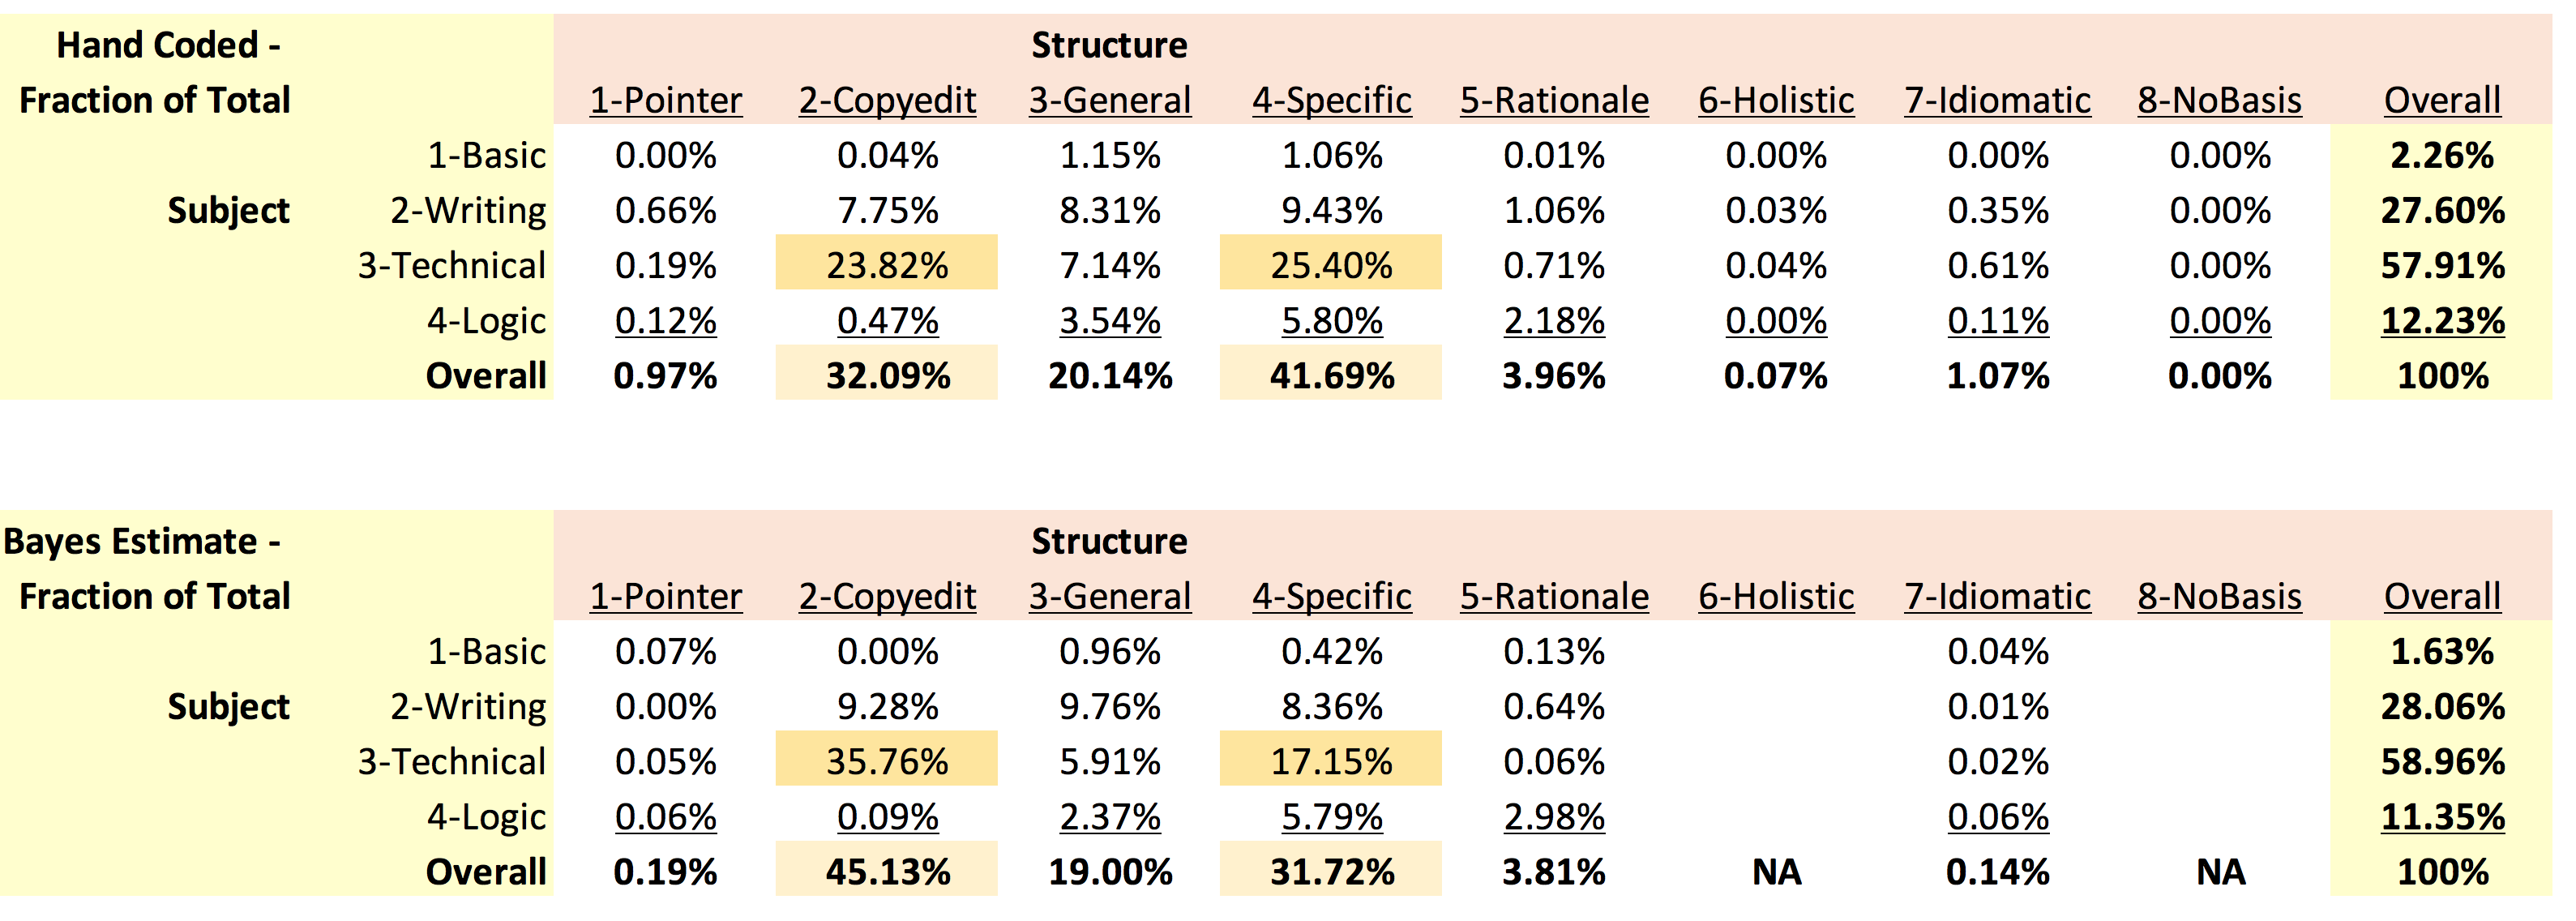 Hand Coded - Structure
Fraction of Total 1-Pointer 2-Copyedit 3-General 4-Specific 5-Rationale 6-Holistic 7-Idiomatic 8-NoBasis Overall
1-Basic 0.00% 0.04% 1.15% 1.06% 0.01% 0.00% 0.00% 0.00% 2.26%
Subject 2-Writing 0.66% 7.75% 8.31% 9.43% 1.06% 0.03% 0.35% 0.00% 27.60%
3-Technical 0.19% 23.82% 7.14% 25.40% 0.71% 0.04% 0.61% 0.00% 57.91%
4-Logic 0.12% 0.47% 3.54% 5.80% 2.18% 0.00% 0.11% 0.00% 12.23%
Overall 0.97% 32.09% 20.14% 41.69% 3.96% 0.07% 1.07% 0.00% 100%
Bayes Estimate - Structure
Fraction of Total 1-Pointer 2-Copyedit 3-General 4-Specific 5-Rationale 6-Holistic 7-Idiomatic 8-NoBasis Overall
1-Basic 0.07% 0.00% 0.96% 0.42% 0.13% 0.04% 1.63%
Subject 2-Writing 0.00% 9.28% 9.76% 8.36% 0.64% 0.01% 28.06%
3-Technical 0.05% 35.76% 5.91% 17.15% 0.06% 0.02% 58.96%
4-Logic 0.06% 0.09% 2.37% 5.79% 2.98% 0.06% 11.35%
Overall 0.19% 45.13% 19.00% 31.72% 3.81% NA 0.14% NA 100%